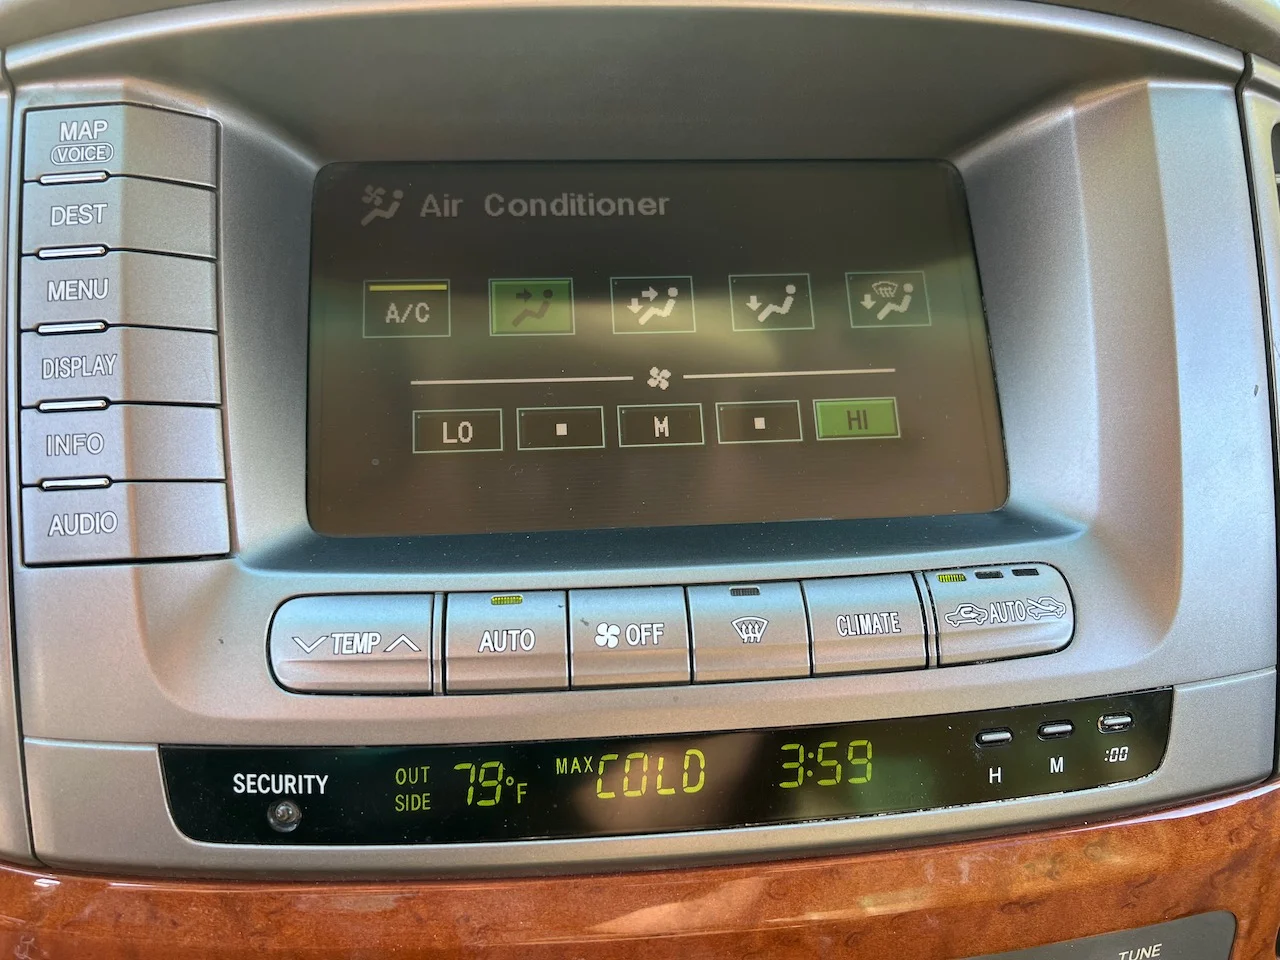 MAP
VOICE
DEST
MENU
DISPLAY
INFO
AUDIO
Air Conditioner
A/C
LO
M
HI
TEMP
AUTO
OFF
CLIMATE
AUTO
SECURITY
OUT SIDE
79°F
MAX COLD
3:59
H
M
:00
TUNE